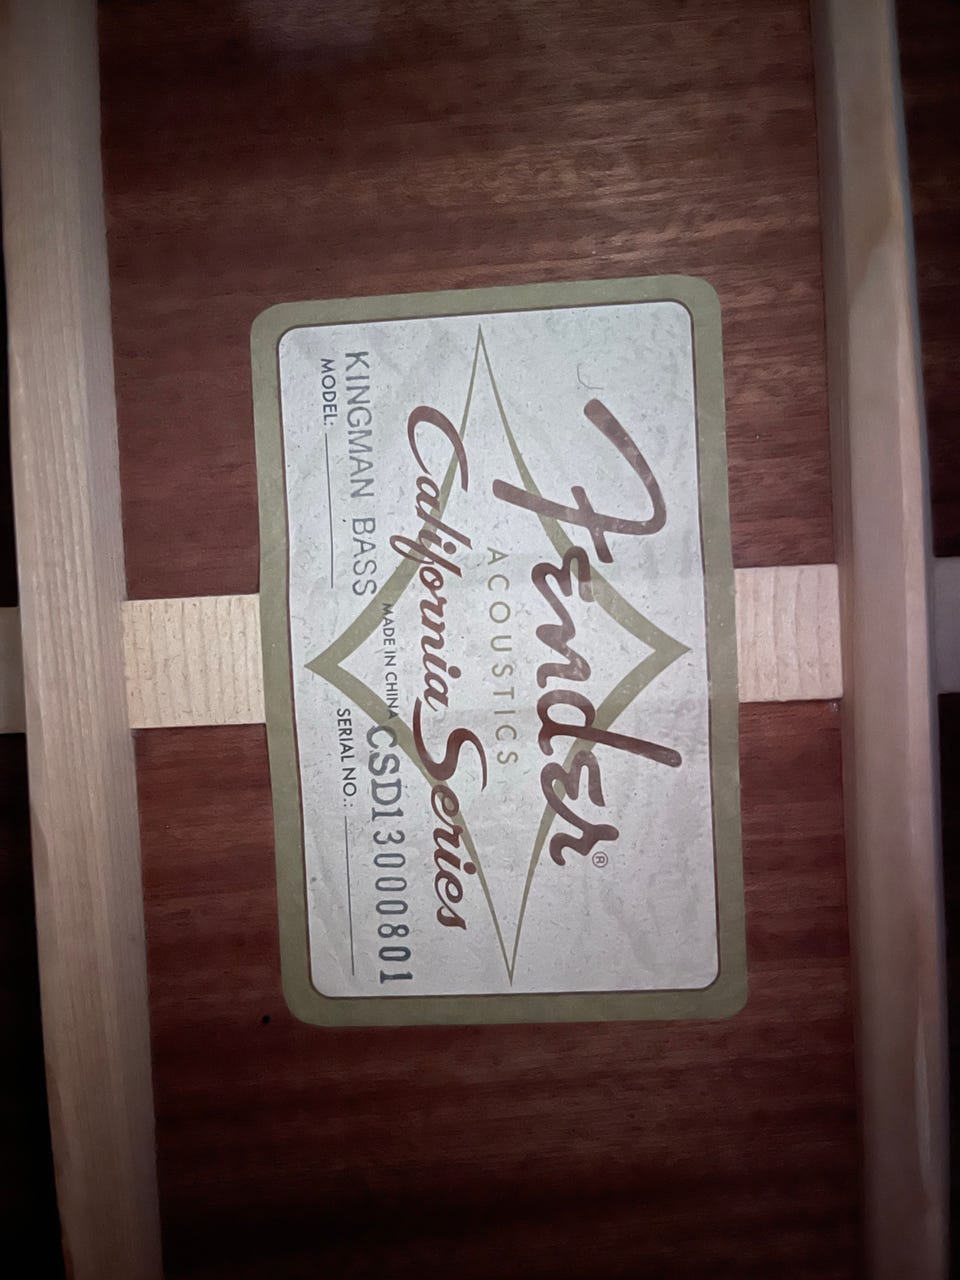 Fender®
ACOUSTICS
California Series
MADE IN CHINA
KINGMAN BASS CSD13000801
MODEL: SERIAL NO.: